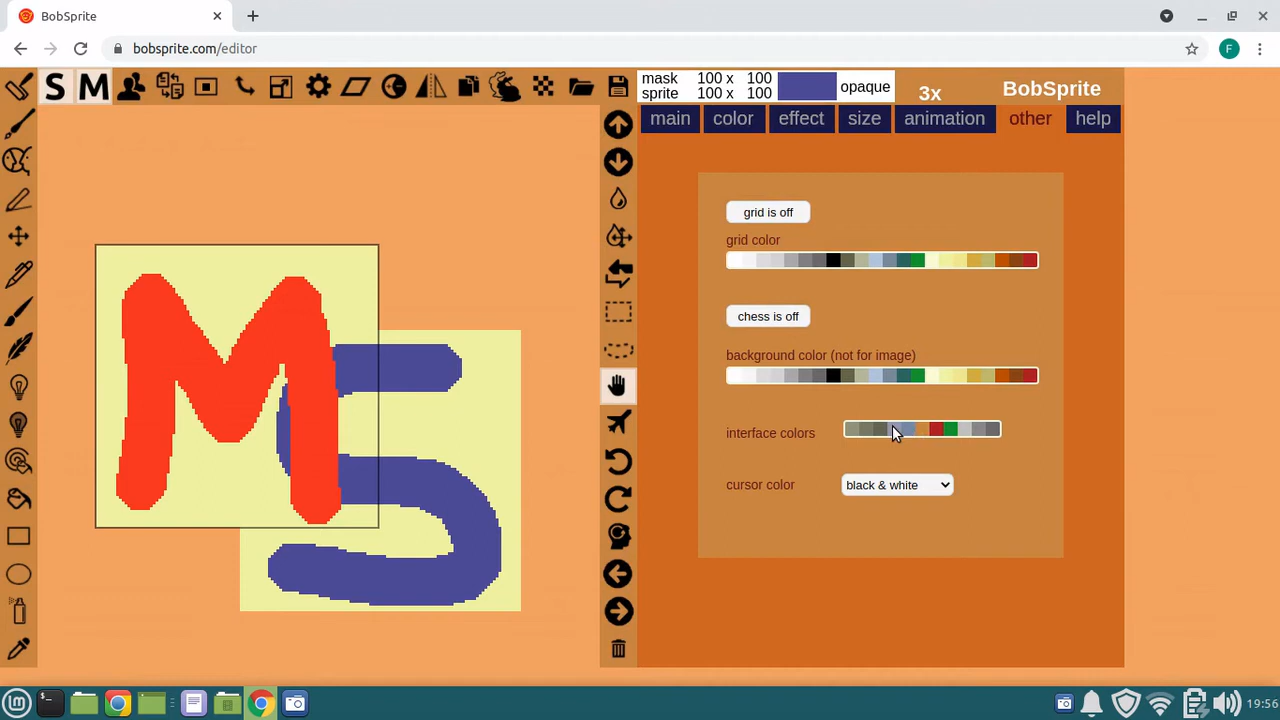 BobSprite
bobsprite.com/editor
F
S M
mask 100 x 100
sprite 100 x 100
opaque
3x
BobSprite
main color effect size animation other help
grid is off
grid color
chess is off
background color (not for image)
interface colors
cursor color
black & white
M
S
19:56